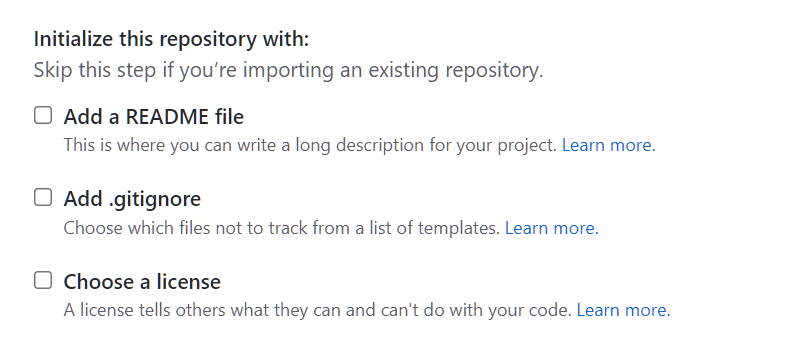 Initialize this repository with:
Skip this step if you’re importing an existing repository.
Add a README file
This is where you can write a long description for your project. Learn more.
Add .gitignore
Choose which files not to track from a list of templates. Learn more.
Choose a license
A license tells others what they can and can't do with your code. Learn more.